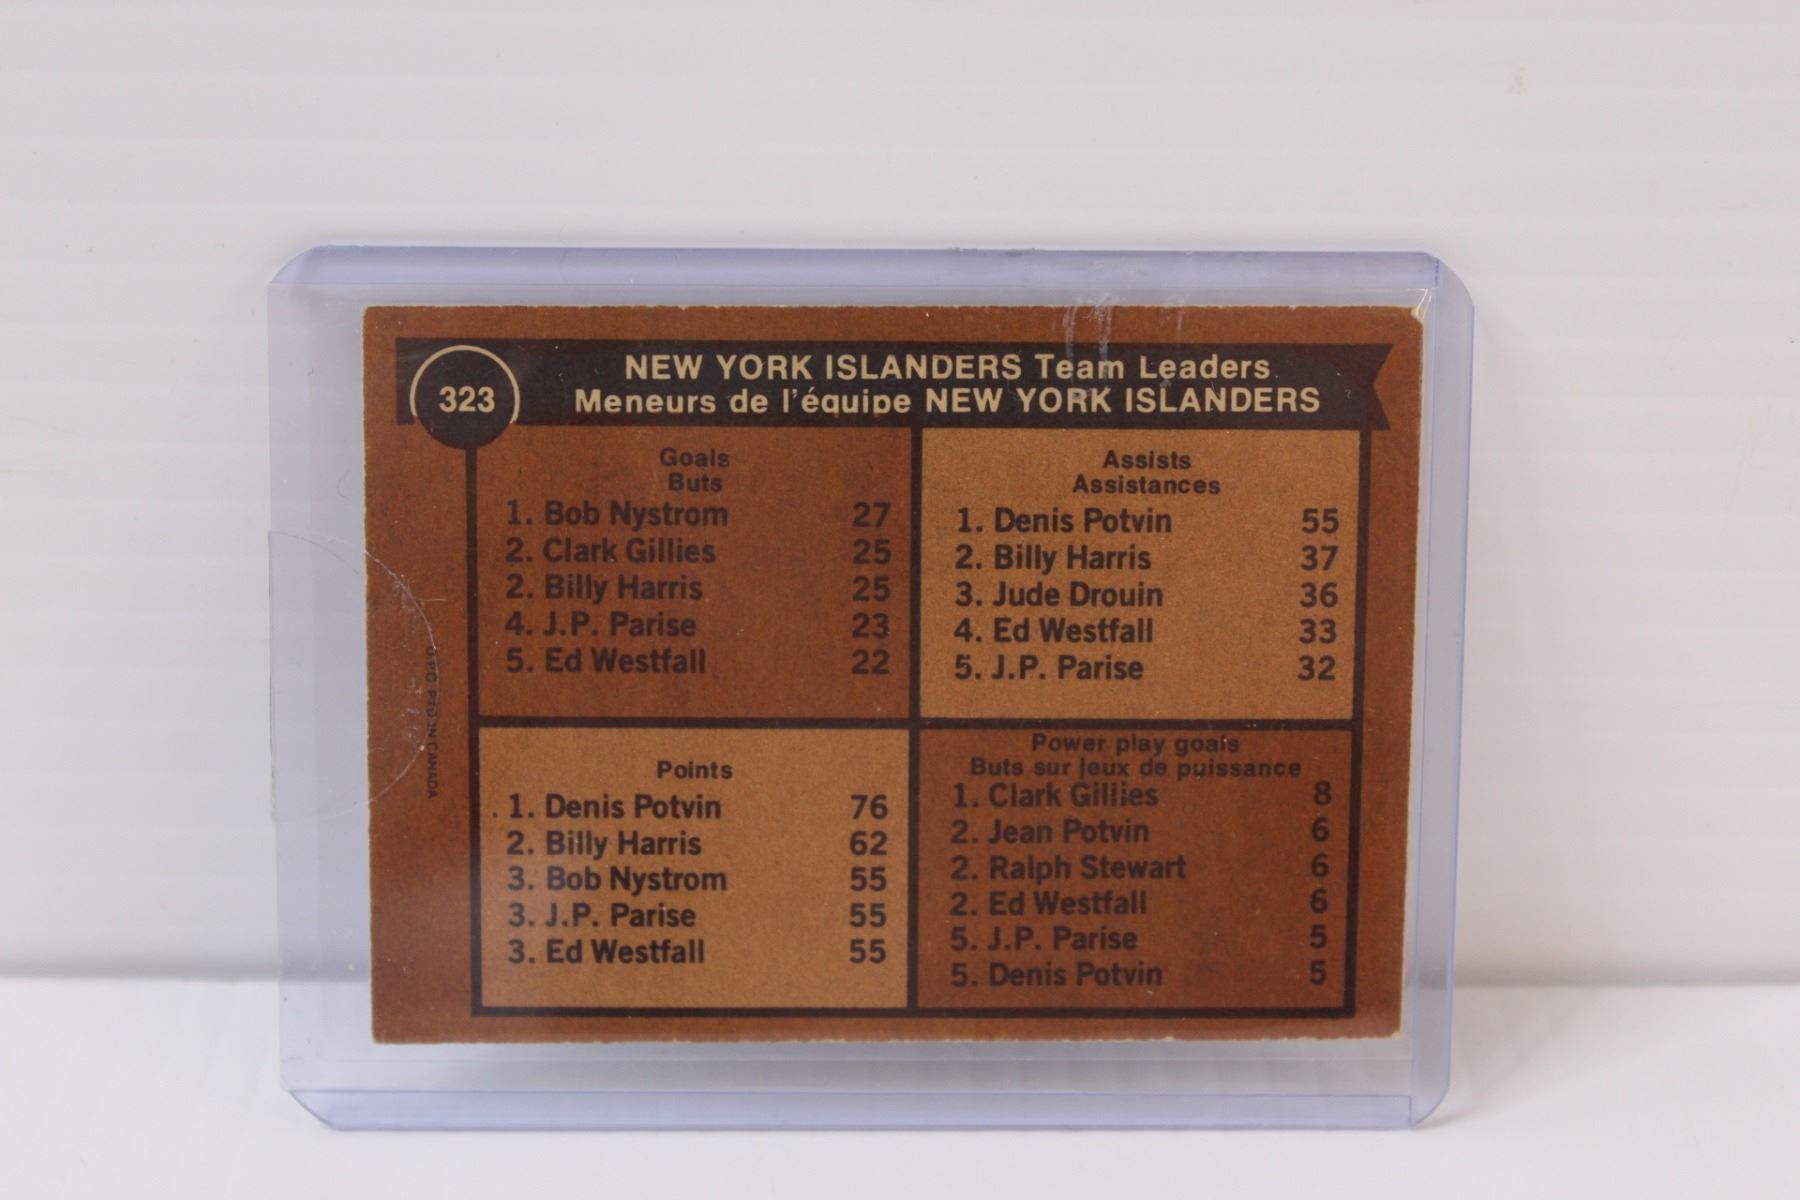 323
NEW YORK ISLANDERS Team Leaders
Meneurs de l'équipe NEW YORK ISLANDERS
Goals
Buts
1. Bob Nystrom 27
2. Clark Gillies 25
2. Billy Harris 25
4. J.P. Parise 23
5. Ed Westfall 22
Assists
Assistances
1. Denis Potvin 55
2. Billy Harris 37
3. Jude Drouin 36
4. Ed Westfall 33
5. J.P. Parise 32
Points
1. Denis Potvin 76
2. Billy Harris 62
3. Bob Nystrom 55
3. J.P. Parise 55
3. Ed Westfall 55
Power play goals
Buts sur jeux de puissance
1. Clark Gillies 8
2. Jean Potvin 6
2. Ralph Stewart 6
2. Ed Westfall 6
5. J.P. Parise 5
5. Denis Potvin 5
PTD. IN CANADA